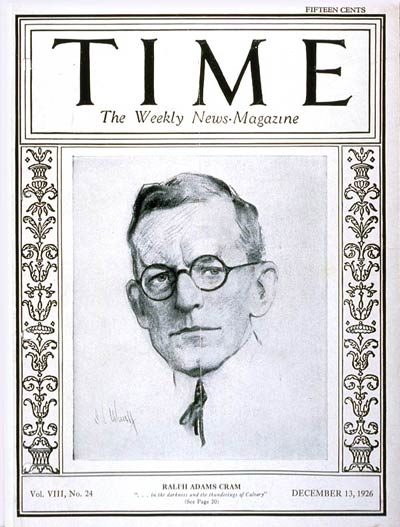 FIFTEEN CENTS
TIME
The Weekly News-Magazine
RALPH ADAMS CRAM
". . . in the darkness and the thunderings of Calvary"
(See Page 20)
Vol. VIII, No. 24
DECEMBER 13, 1926